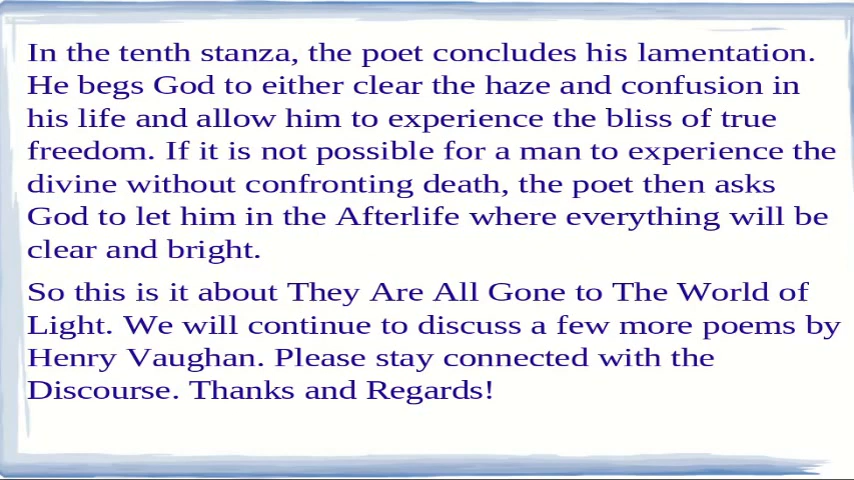 In the tenth stanza, the poet concludes his lamentation.
He begs God to either clear the haze and confusion in
his life and allow him to experience the bliss of true
freedom. If it is not possible for a man to experience the
divine without confronting death, the poet then asks
God to let him in the Afterlife where everything will be
clear and bright.
So this is it about They Are All Gone to The World of
Light. We will continue to discuss a few more poems by
Henry Vaughan. Please stay connected with the
Discourse. Thanks and Regards!